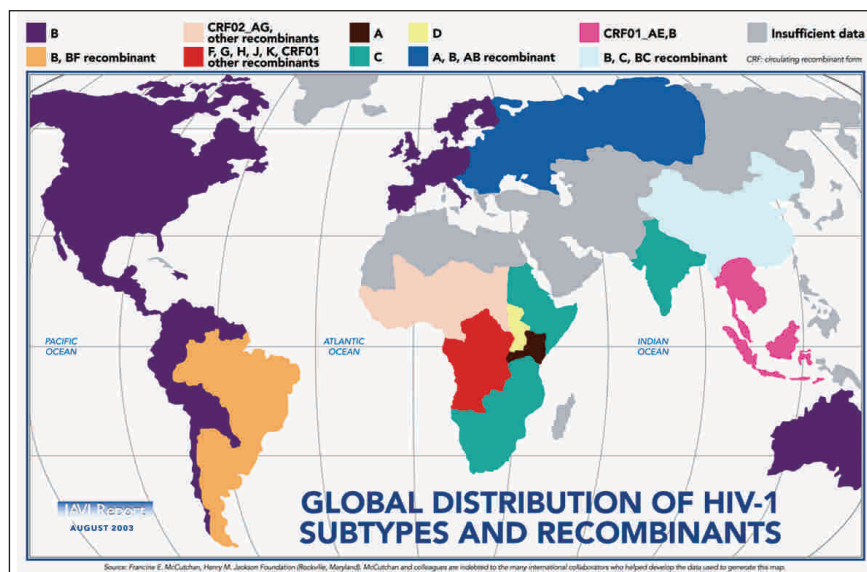 B
CRF02_AG,
other recombinants
A
D
CRF01_AE,B
Insufficient data
B, BF recombinant
F, G, H, J, K, CRF01
other recombinants
C
A, B, AB recombinant
B, C, BC recombinant
CRF: circulating recombinant form
PACIFIC
OCEAN
ATLANTIC
OCEAN
INDIAN
OCEAN
IAVI Report
AUGUST 2003
GLOBAL DISTRIBUTION OF HIV-1
SUBTYPES AND RECOMBINANTS
Source: Francine E. McCutchan, Henry M. Jackson Foundation (Rockville, Maryland). McCutchan and colleagues are indebted to the many international collaborators who helped develop the data used to generate this map.